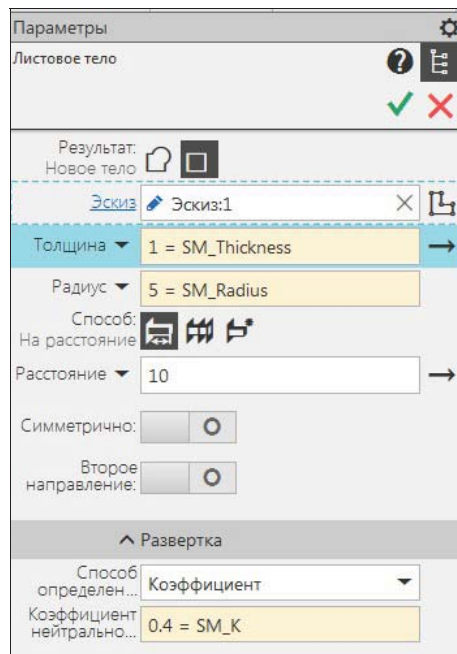 Параметры
Листовое тело
?
Результат:
Новое тело
Эскиз Эскиз:1
Толщина 1 = SM_Thickness
Радиус 5 = SM_Radius
Способ:
На расстояние
Расстояние 10
Симметрично:
Второе
направление:
Развертка
Способ
определен... Коэффициент
Коэффициент
нейтрально... 0.4 = SM_K